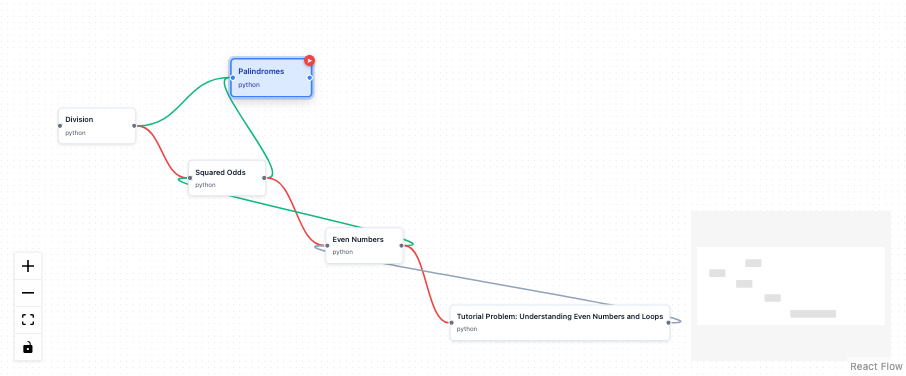 Palindromes
python
Division
python
Squared Odds
python
Even Numbers
python
Tutorial Problem: Understanding Even Numbers and Loops
python
React Flow